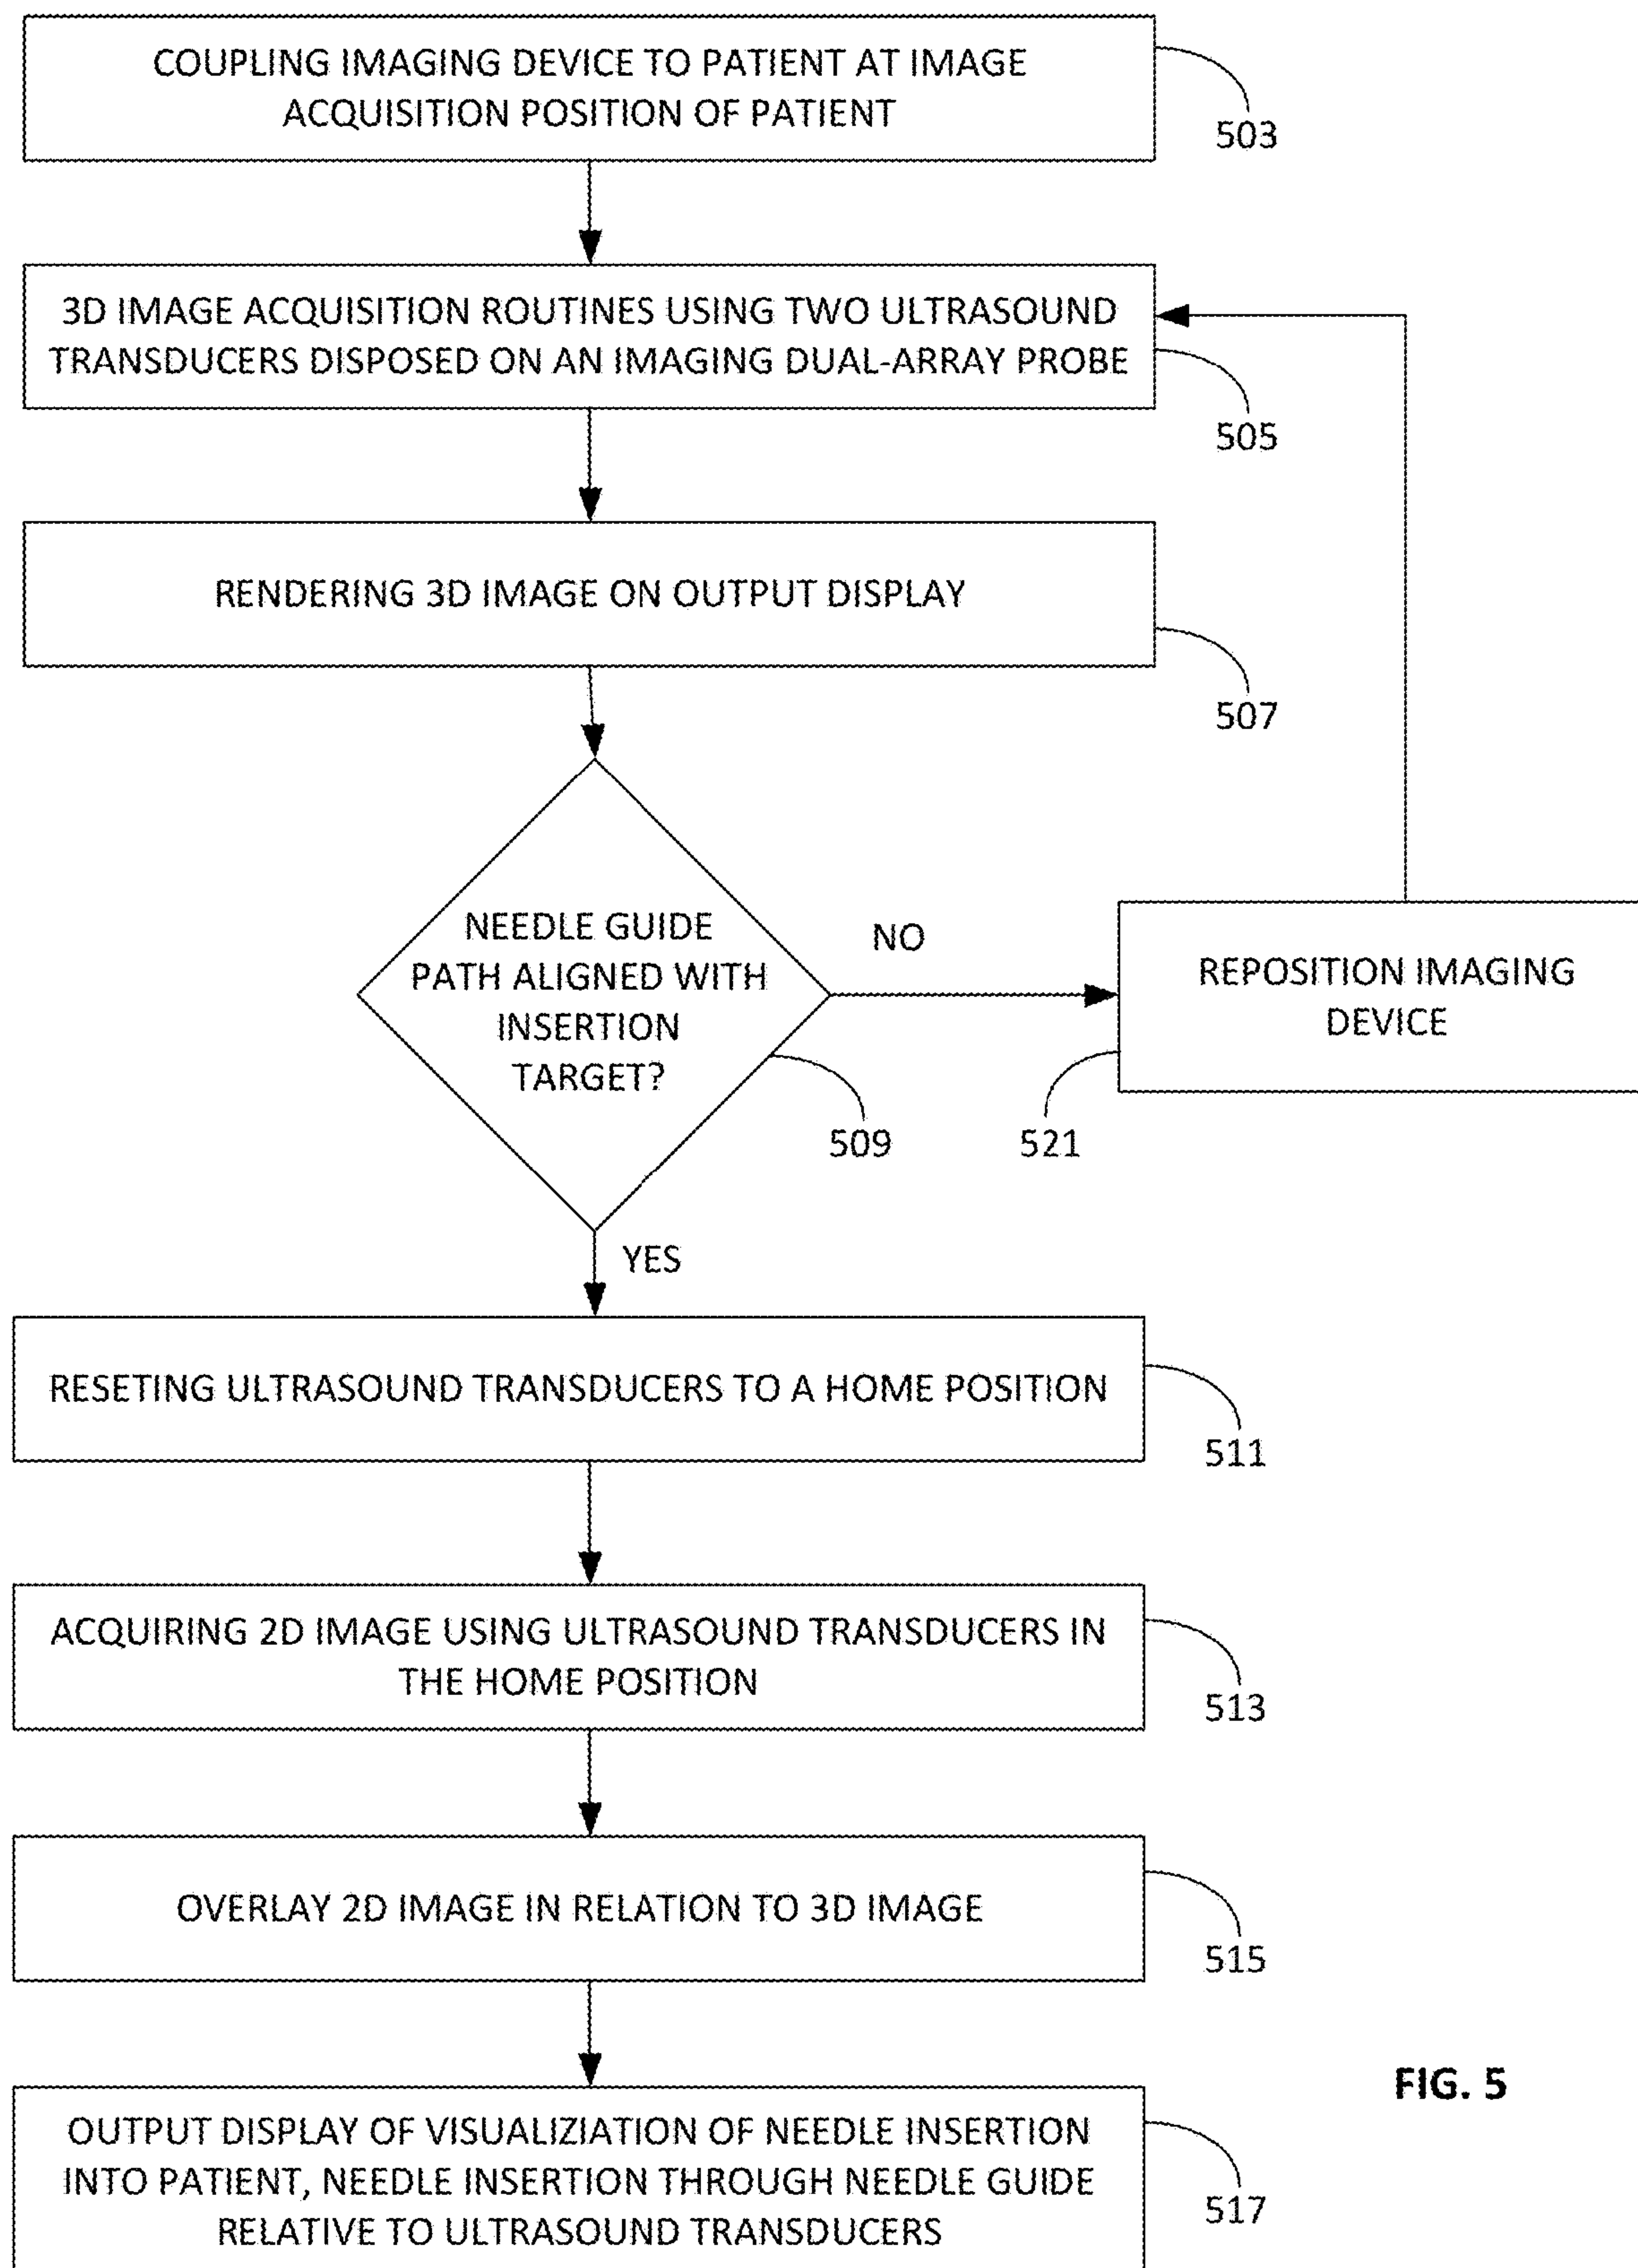 COUPLING IMAGING DEVICE TO PATIENT AT IMAGE
ACQUISITION POSITION OF PATIENT
503
3D IMAGE ACQUISITION ROUTINES USING TWO ULTRASOUND
TRANSDUCERS DISPOSED ON AN IMAGING DUAL-ARRAY PROBE
505
RENDERING 3D IMAGE ON OUTPUT DISPLAY
507
NEEDLE GUIDE
PATH ALIGNED WITH
INSERTION
TARGET?
509
NO
REPOSITION IMAGING
DEVICE
521
YES
RESETING ULTRASOUND TRANSDUCERS TO A HOME POSITION
511
ACQUIRING 2D IMAGE USING ULTRASOUND TRANSDUCERS IN
THE HOME POSITION
513
OVERLAY 2D IMAGE IN RELATION TO 3D IMAGE
515
OUTPUT DISPLAY OF VISUALIZIATION OF NEEDLE INSERTION
INTO PATIENT, NEEDLE INSERTION THROUGH NEEDLE GUIDE
RELATIVE TO ULTRASOUND TRANSDUCERS
517
FIG. 5